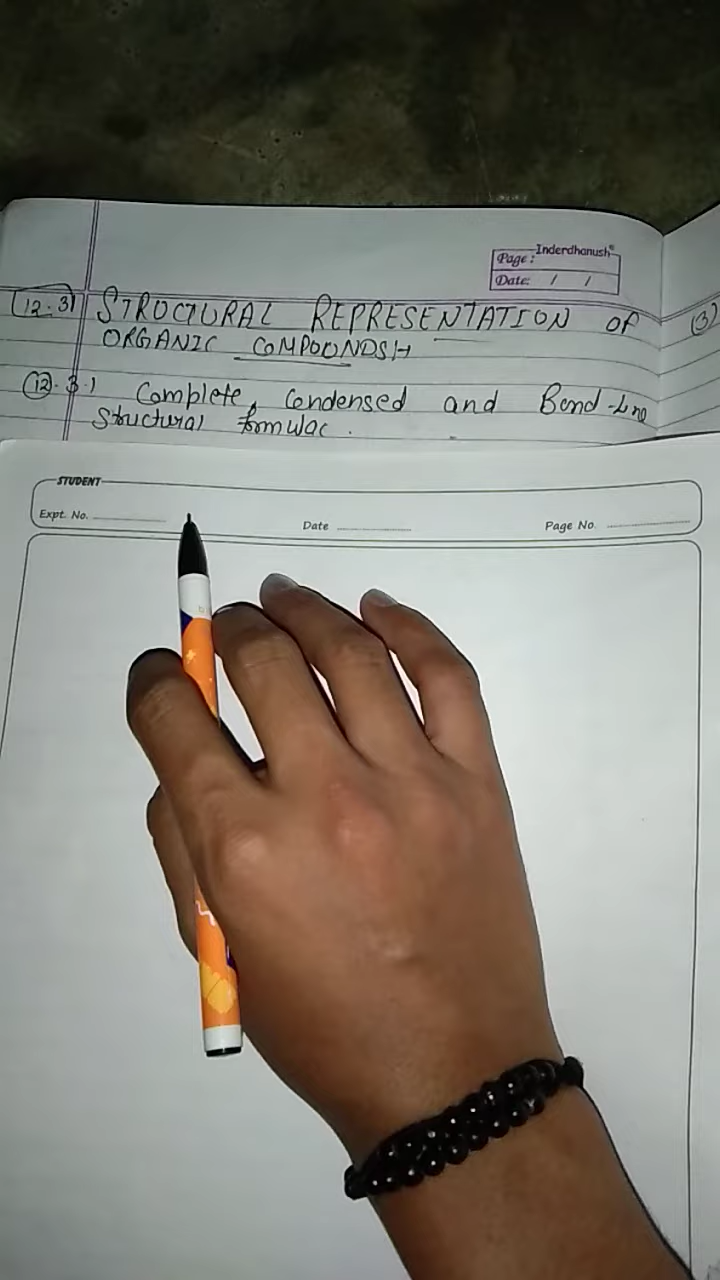 Inderdhanush®
Page :
Date: / /
12.3 STRUCTURAL REPRESENTATION OF
ORGANIC COMPOUNDS
(3)
12.3.1 Complete, Condensed and Bond-Line
Structural formulae.
STUDENT
Expt. No. Date Page No.